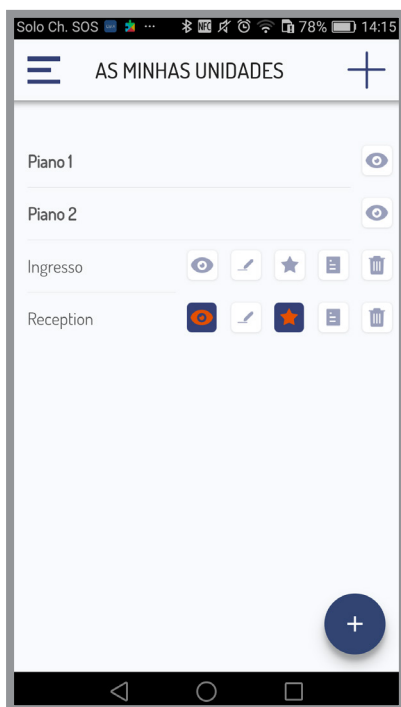 Solo Ch. SOS ... 78% 14:15
AS MINHAS UNIDADES
Piano 1
Piano 2
Ingresso
Reception